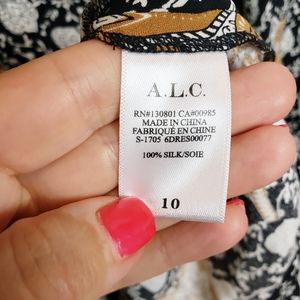 A.L.C.
RN#130801 CA#00985
MADE IN CHINA
FABRIQUÉ EN CHINE
S-1705 6DRES00077
100% SILK/SOIE
10